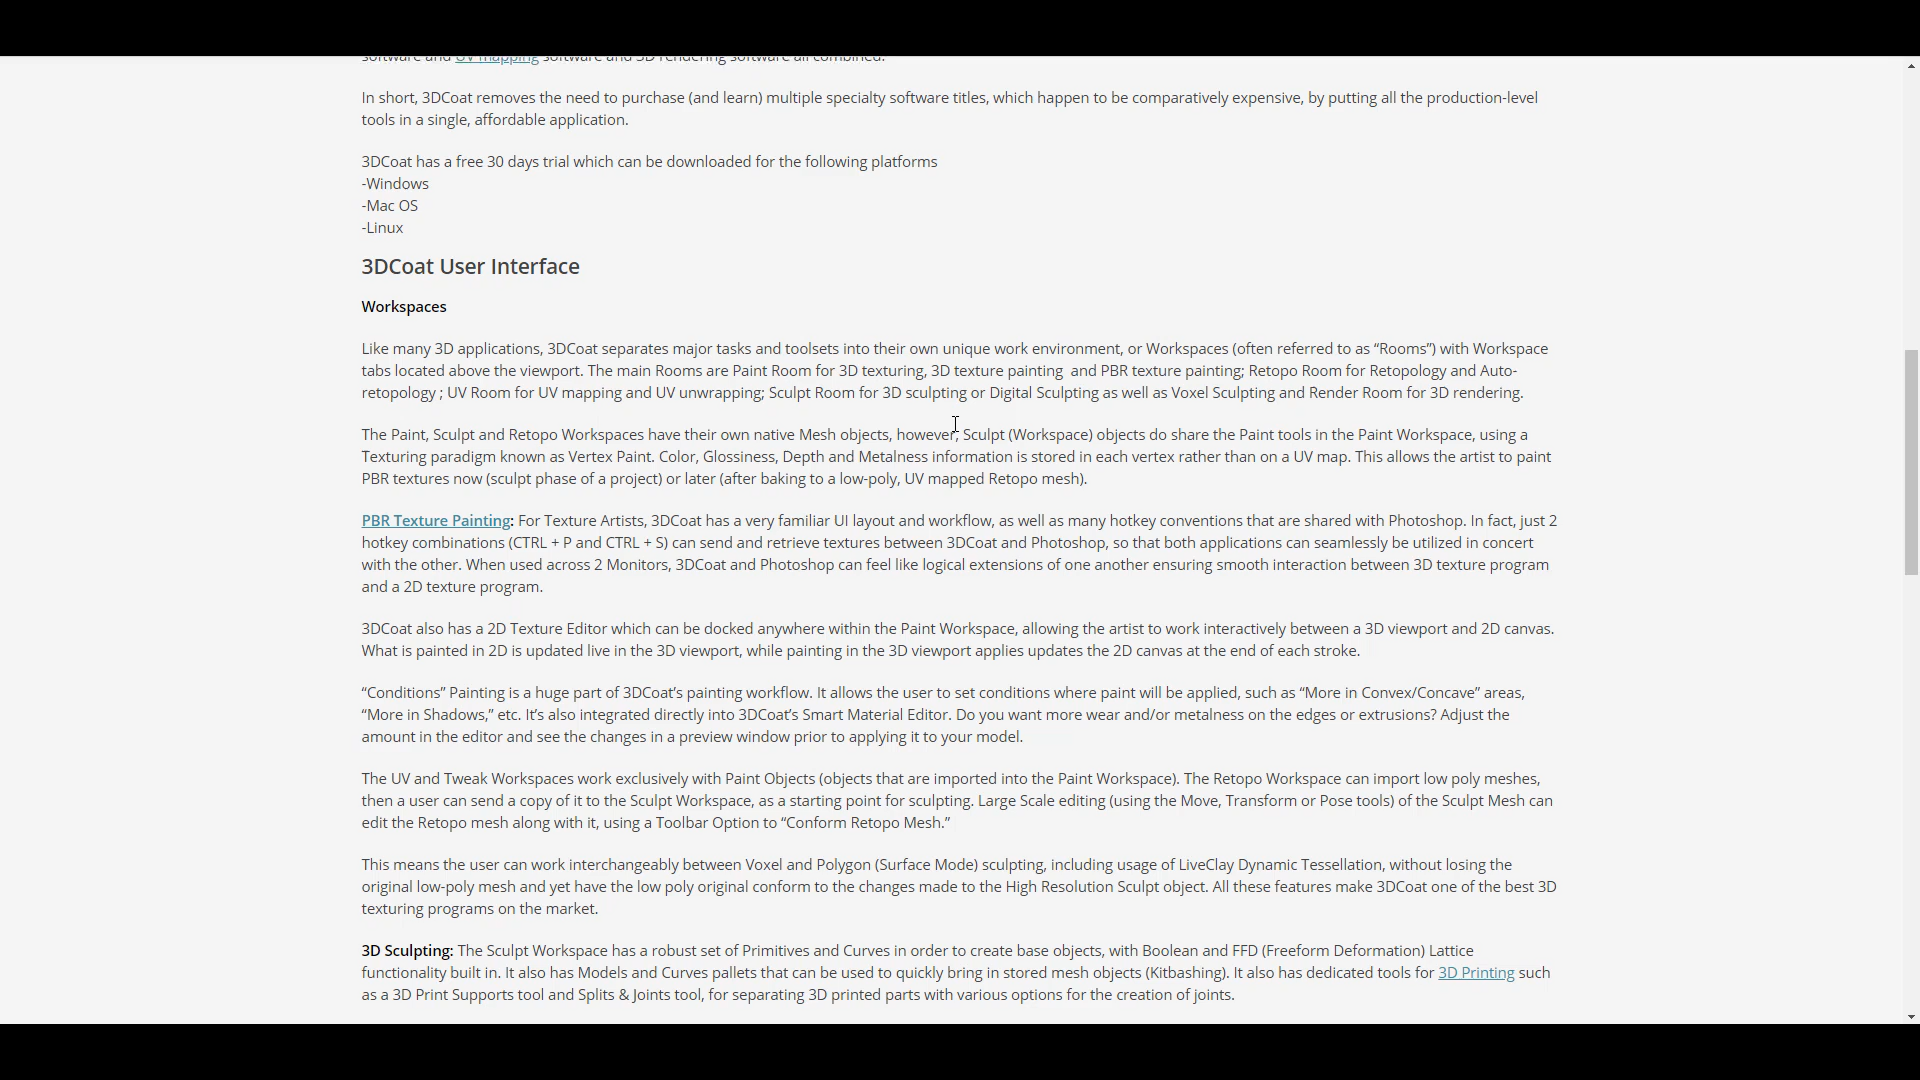 software and UV mapping software and 3D rendering software all combined.
In short, 3DCoat removes the need to purchase (and learn) multiple specialty software titles, which happen to be comparatively expensive, by putting all the production-level
tools in a single, affordable application.
3DCoat has a free 30 days trial which can be downloaded for the following platforms
-Windows
-Mac OS
-Linux
3DCoat User Interface
Workspaces
Like many 3D applications, 3DCoat separates major tasks and toolsets into their own unique work environment, or Workspaces (often referred to as “Rooms”) with Workspace
tabs located above the viewport. The main Rooms are Paint Room for 3D texturing, 3D texture painting  and PBR texture painting; Retopo Room for Retopology and Auto-
retopology ; UV Room for UV mapping and UV unwrapping; Sculpt Room for 3D sculpting or Digital Sculpting as well as Voxel Sculpting and Render Room for 3D rendering.
The Paint, Sculpt and Retopo Workspaces have their own native Mesh objects, however, Sculpt (Workspace) objects do share the Paint tools in the Paint Workspace, using a
Texturing paradigm known as Vertex Paint. Color, Glossiness, Depth and Metalness information is stored in each vertex rather than on a UV map. This allows the artist to paint
PBR textures now (sculpt phase of a project) or later (after baking to a low-poly, UV mapped Retopo mesh).
PBR Texture Painting: For Texture Artists, 3DCoat has a very familiar UI layout and workflow, as well as many hotkey conventions that are shared with Photoshop. In fact, just 2
hotkey combinations (CTRL + P and CTRL + S) can send and retrieve textures between 3DCoat and Photoshop, so that both applications can seamlessly be utilized in concert
with the other. When used across 2 Monitors, 3DCoat and Photoshop can feel like logical extensions of one another ensuring smooth interaction between 3D texture program
and a 2D texture program.
3DCoat also has a 2D Texture Editor which can be docked anywhere within the Paint Workspace, allowing the artist to work interactively between a 3D viewport and 2D canvas.
What is painted in 2D is updated live in the 3D viewport, while painting in the 3D viewport applies updates the 2D canvas at the end of each stroke.
“Conditions” Painting is a huge part of 3DCoat’s painting workflow. It allows the user to set conditions where paint will be applied, such as “More in Convex/Concave” areas,
“More in Shadows,” etc. It’s also integrated directly into 3DCoat’s Smart Material Editor. Do you want more wear and/or metalness on the edges or extrusions? Adjust the
amount in the editor and see the changes in a preview window prior to applying it to your model.
The UV and Tweak Workspaces work exclusively with Paint Objects (objects that are imported into the Paint Workspace). The Retopo Workspace can import low poly meshes,
then a user can send a copy of it to the Sculpt Workspace, as a starting point for sculpting. Large Scale editing (using the Move, Transform or Pose tools) of the Sculpt Mesh can
edit the Retopo mesh along with it, using a Toolbar Option to “Conform Retopo Mesh.”
This means the user can work interchangeably between Voxel and Polygon (Surface Mode) sculpting, including usage of LiveClay Dynamic Tessellation, without losing the
original low-poly mesh and yet have the low poly original conform to the changes made to the High Resolution Sculpt object. All these features make 3DCoat one of the best 3D
texturing programs on the market.
3D Sculpting: The Sculpt Workspace has a robust set of Primitives and Curves in order to create base objects, with Boolean and FFD (Freeform Deformation) Lattice
functionality built in. It also has Models and Curves pallets that can be used to quickly bring in stored mesh objects (Kitbashing). It also has dedicated tools for 3D Printing such
as a 3D Print Supports tool and Splits & Joints tool, for separating 3D printed parts with various options for the creation of joints.